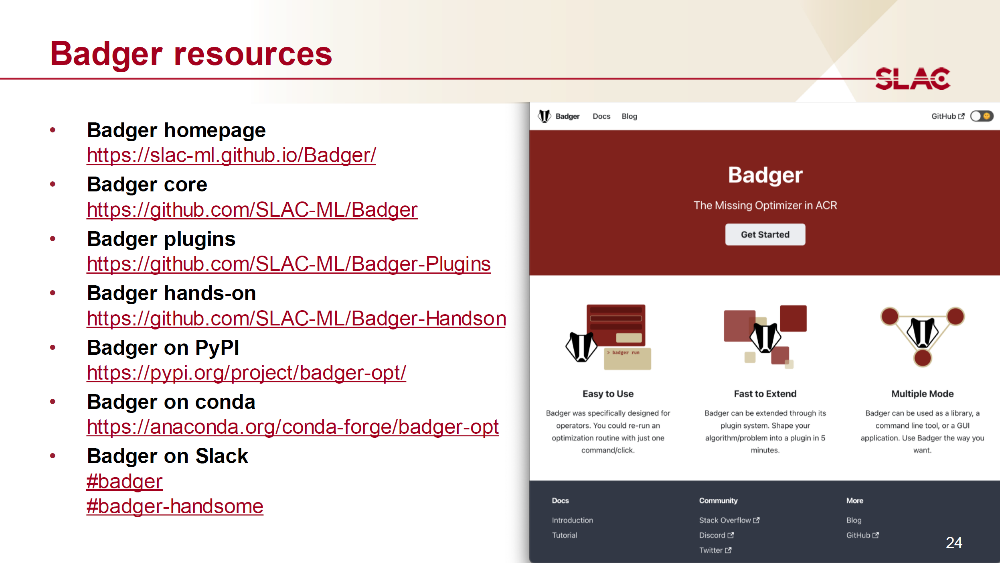 Badger resources
SLAC
• Badger homepage
https://slac-ml.github.io/Badger/
• Badger core
https://github.com/SLAC-ML/Badger
• Badger plugins
https://github.com/SLAC-ML/Badger-Plugins
• Badger hands-on
https://github.com/SLAC-ML/Badger-Handson
• Badger on PyPI
https://pypi.org/project/badger-opt/
• Badger on conda
https://anaconda.org/conda-forge/badger-opt
• Badger on Slack
#badger
#badger-handsome
Badger Docs Blog GitHub
Badger
The Missing Optimizer in ACR
Get Started
> badger run
Easy to Use
Badger was specifically designed for
operators. You could re-run an
optimization routine with just one
command/click.
Fast to Extend
Badger can be extended through its
plugin system. Shape your
algorithm/problem into a plugin in 5
minutes.
Multiple Mode
Badger can be used as a library, a
command line tool, or a GUI
application. Use Badger the way you
want.
Docs
Introduction
Tutorial
Community
Stack Overflow
Discord
Twitter
More
Blog
GitHub
24